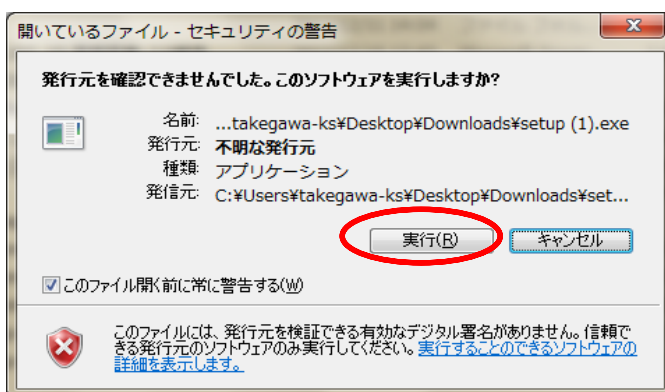 開いているファイル - セキュリティの警告
発行元を確認できませんでした。このソフトウェアを実行しますか?
名前: ...takegawa-ks¥Desktop¥Downloads¥setup (1).exe
発行元: 不明な発行元
種類: アプリケーション
発信元: C:¥Users¥takegawa-ks¥Desktop¥Downloads¥set...
実行(R) キャンセル
このファイル開く前に常に警告する(W)
このファイルには、発行元を検証できる有効なデジタル署名がありません。信頼で
きる発行元のソフトウェアのみ実行してください。実行することのできるソフトウェアの
詳細を表示します。